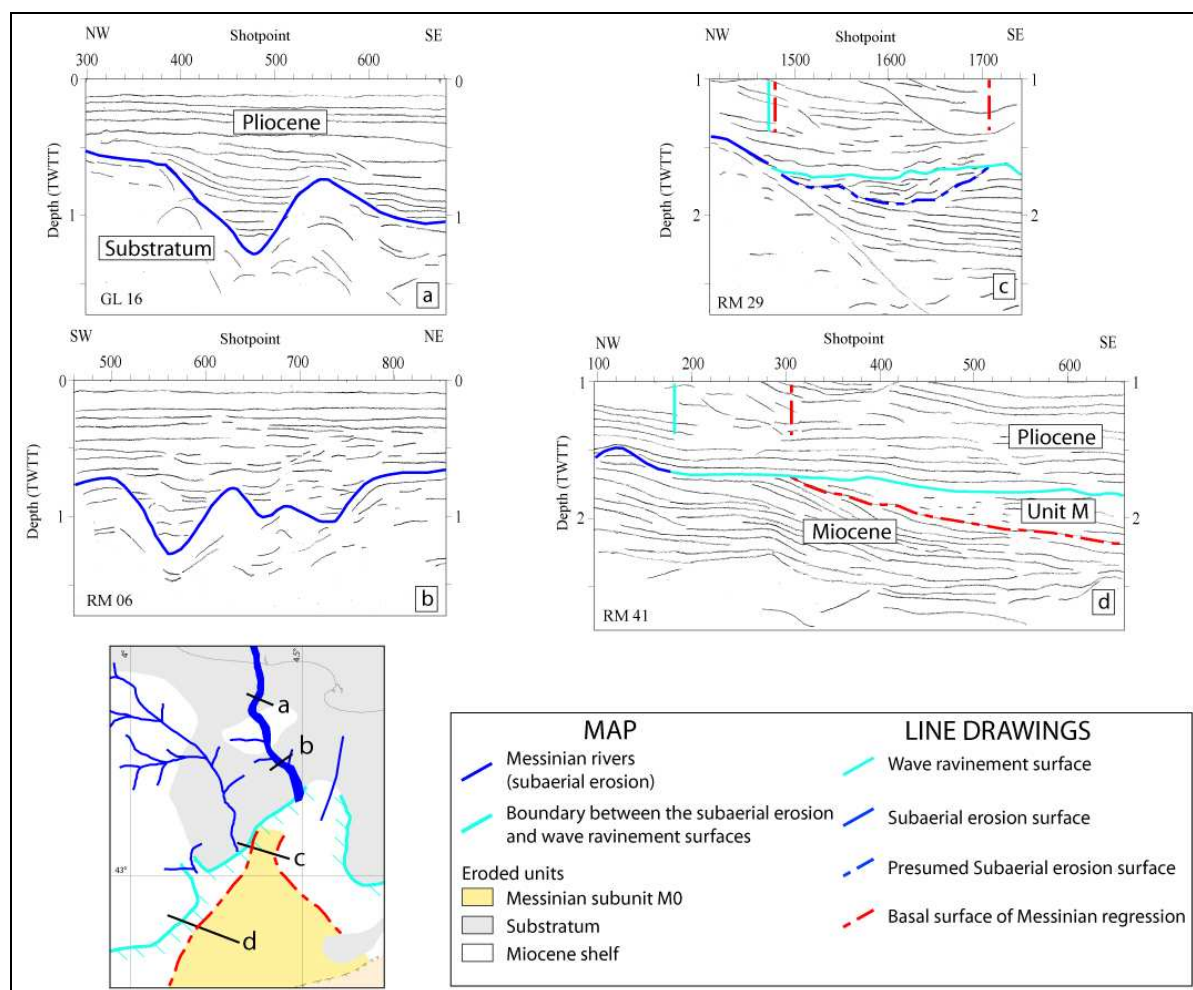 NW Shotpoint SE
300 400 500 600
0 0
Pliocene
Depth (TWTT)
1 1
Substratum
GL 16 a
NW Shotpoint SE
1500 1600 1700
1 1
Depth (TWTT)
2 2
RM 29 c
SW Shotpoint NE
500 600 700 800
0 0
Depth (TWTT)
1 1
RM 06 b
NW Shotpoint SE
100 200 300 400 500 600
1 1
Pliocene
Depth (TWTT)
Unit M
2 2
Miocene
RM 41 d
4° 4.5°
a
b
c
43°
d
MAP
Messinian rivers
(subaerial erosion)
Boundary between the subaerial erosion
and wave ravinement surfaces
Eroded units
Messinian subunit M0
Substratum
Miocene shelf
LINE DRAWINGS
Wave ravinement surface
Subaerial erosion surface
Presumed Subaerial erosion surface
Basal surface of Messinian regression